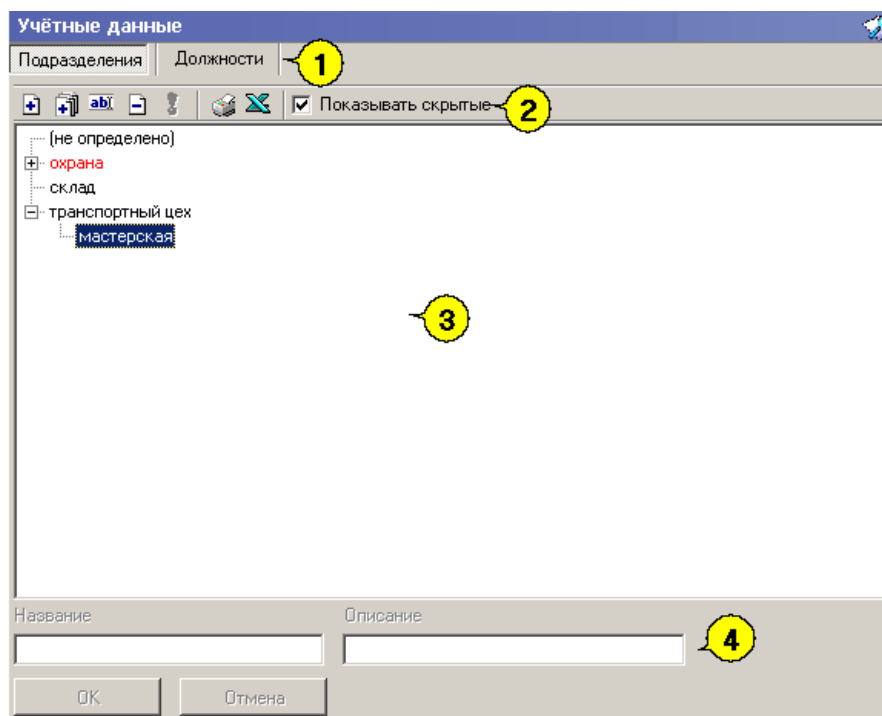 Учётные данные
Подразделения Должности 1
abI Показывать скрытые 2
(не определено)
охрана
склад
транспортный цех
мастерская
3
Название Описание
4
OK Отмена